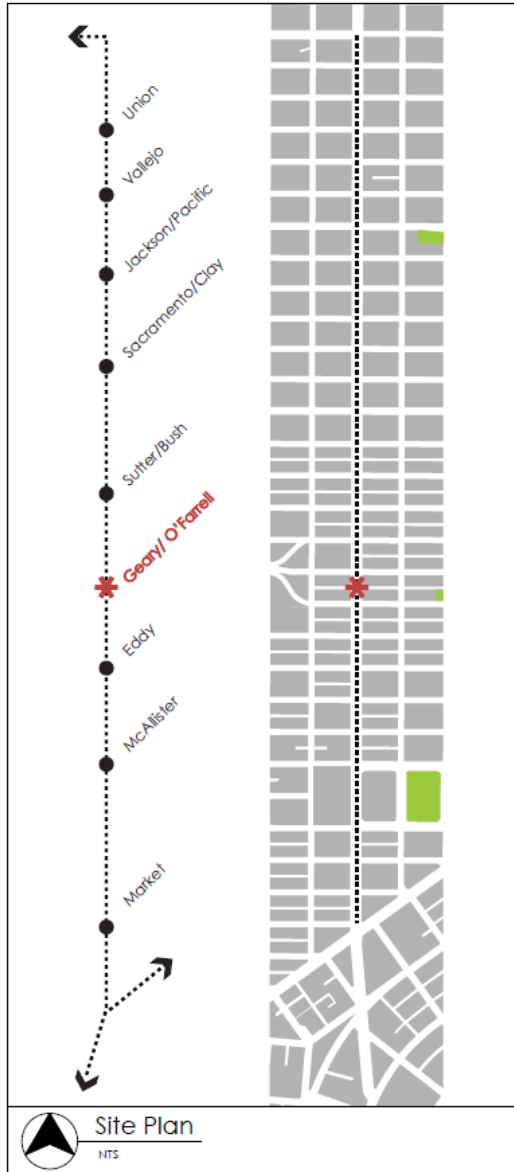 Union
Vallejo
Jackson/Pacific
Sacramento/Clay
Sutter/Bush
Geary/ O'Farrell
Eddy
McAllister
Market
Site Plan
NTS